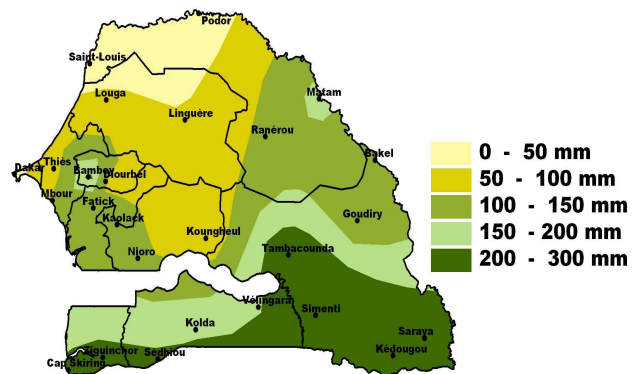 Podor
Saint-Louis
Louga
Linguère
Matam
Ranérou
Dakar Thiès
Bambey
Diourbel
Bakel
Mbour
Fatick
Kaolack
Goudiry
Koungheul
Nioro
Tambacounda
Vélingara
Simenti
Kolda
Saraya
Ziguinchor
Sédhiou
Kédougou
Cap Skiring
0 - 50 mm
50 - 100 mm
100 - 150 mm
150 - 200 mm
200 - 300 mm